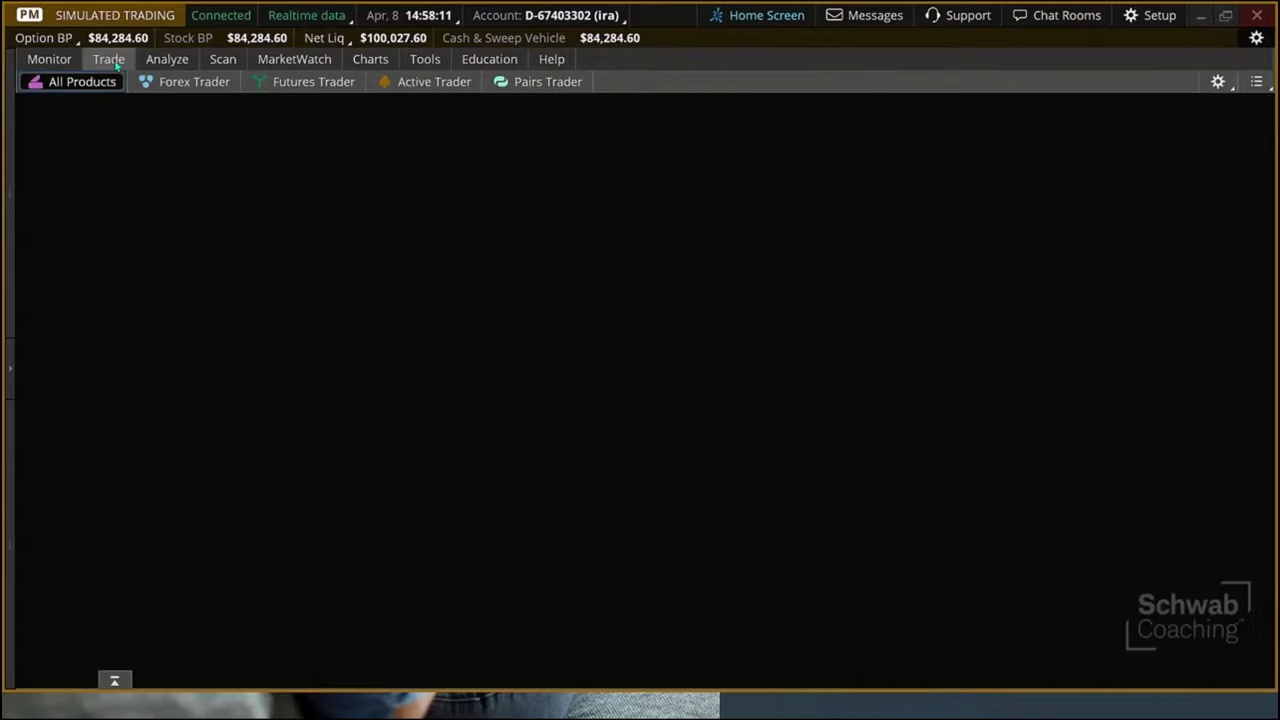 PM SIMULATED TRADING Connected Realtime data Apr, 8 14:58:11 Account: D-67403302 (ira) Home Screen Messages Support Chat Rooms Setup
Option BP $84,284.60 Stock BP $84,284.60 Net Liq $100,027.60 Cash & Sweep Vehicle $84,284.60
Monitor Trade Analyze Scan MarketWatch Charts Tools Education Help
All Products Forex Trader Futures Trader Active Trader Pairs Trader
Schwab
Coaching™